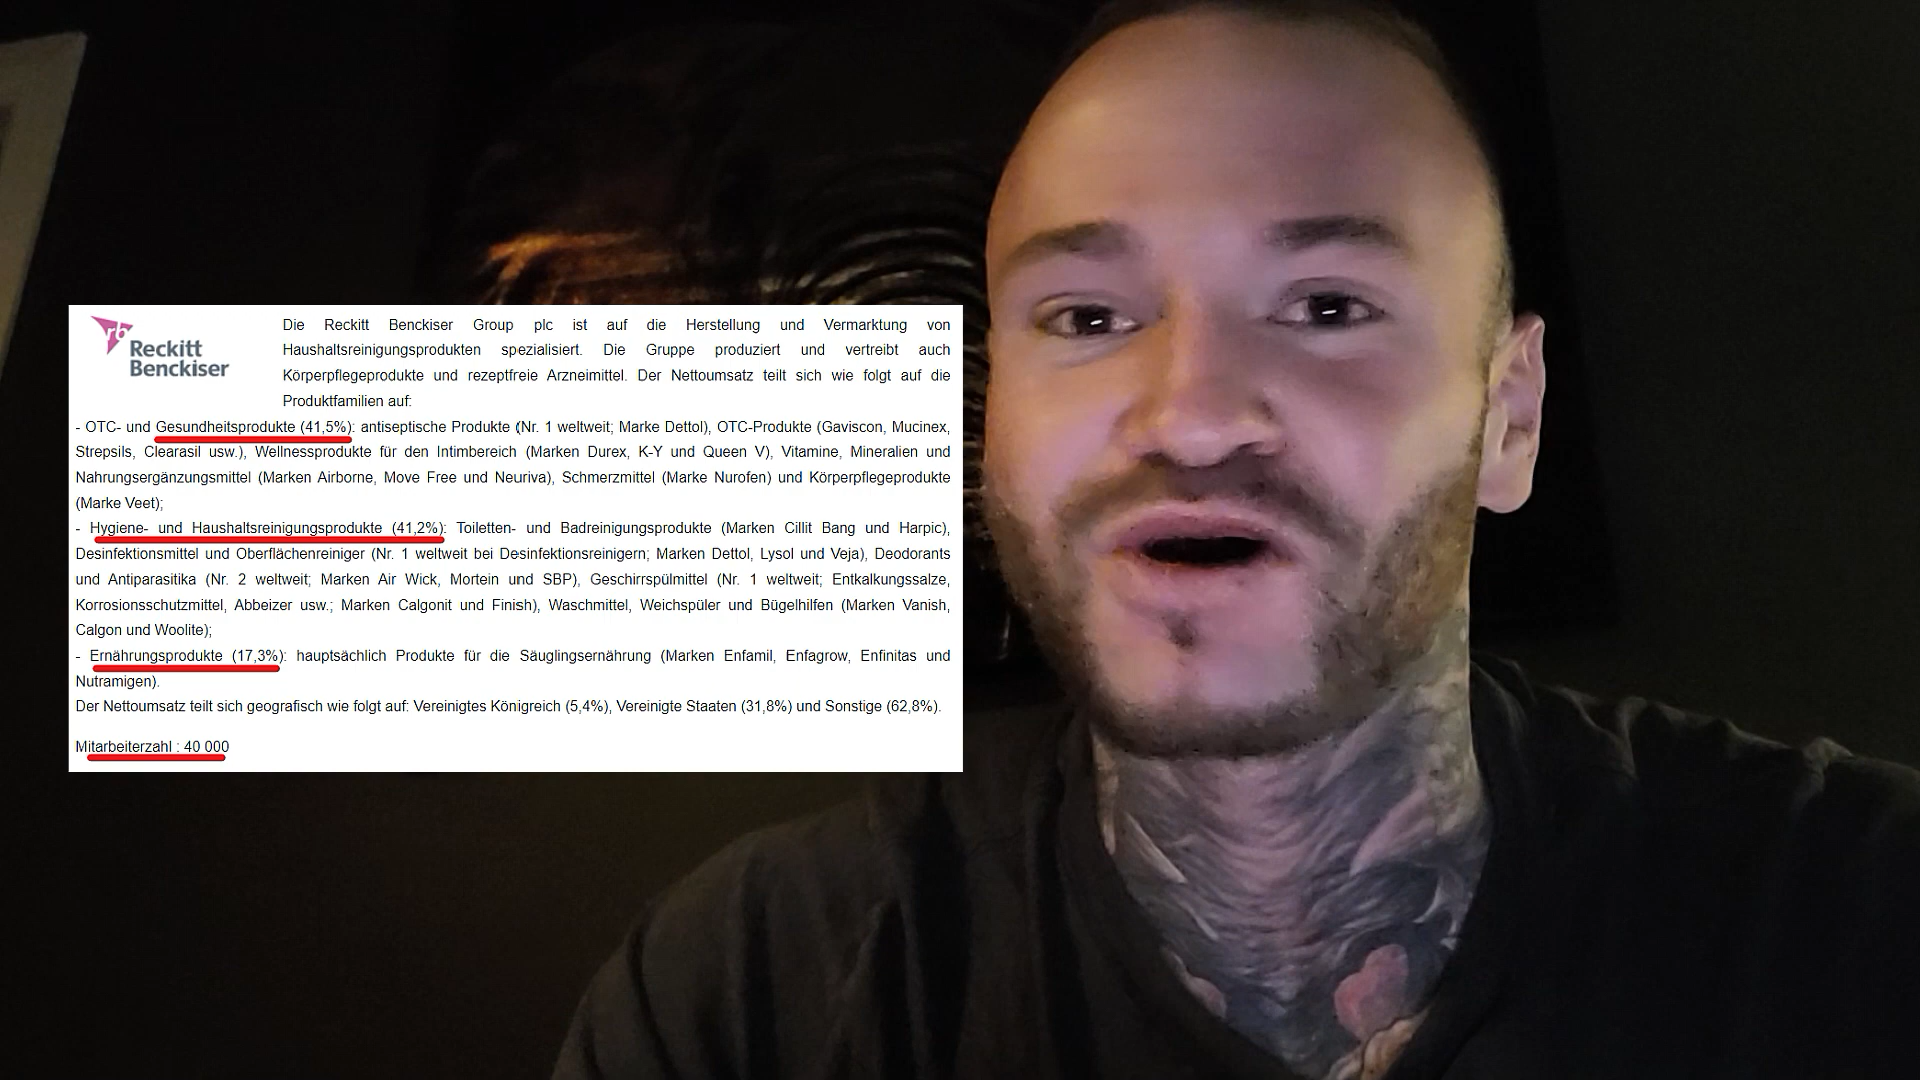 rb
Reckitt
Benckiser
Die Reckitt Benckiser Group plc ist auf die Herstellung und Vermarktung von
Haushaltsreinigungsprodukten spezialisiert. Die Gruppe produziert und vertreibt auch
Körperpflegeprodukte und rezeptfreie Arzneimittel. Der Nettoumsatz teilt sich wie folgt auf die
Produktfamilien auf:
- OTC- und Gesundheitsprodukte (41,5%): antiseptische Produkte (Nr. 1 weltweit; Marke Dettol), OTC-Produkte (Gaviscon, Mucinex,
Strepsils, Clearasil usw.), Wellnessprodukte für den Intimbereich (Marken Durex, K-Y und Queen V), Vitamine, Mineralien und
Nahrungsergänzungsmittel (Marken Airborne, Move Free und Neuriva), Schmerzmittel (Marke Nurofen) und Körperpflegeprodukte
(Marke Veet);
- Hygiene- und Haushaltsreinigungsprodukte (41,2%): Toiletten- und Badreinigungsprodukte (Marken Cillit Bang und Harpic),
Desinfektionsmittel und Oberflächenreiniger (Nr. 1 weltweit bei Desinfektionsreinigern; Marken Dettol, Lysol und Veja), Deodorants
und Antiparasitika (Nr. 2 weltweit; Marken Air Wick, Mortein und SBP), Geschirrspülmittel (Nr. 1 weltweit; Entkalkungssalze,
Korrosionsschutzmittel, Abbeizer usw.; Marken Calgonit und Finish), Waschmittel, Weichspüler und Bügelhilfen (Marken Vanish,
Calgon und Woolite);
- Ernährungsprodukte (17,3%): hauptsächlich Produkte für die Säuglingsernährung (Marken Enfamil, Enfagrow, Enfinitas und
Nutramigen).
Der Nettoumsatz teilt sich geografisch wie folgt auf: Vereinigtes Königreich (5,4%), Vereinigte Staaten (31,8%) und Sonstige (62,8%).
Mitarbeiterzahl : 40 000